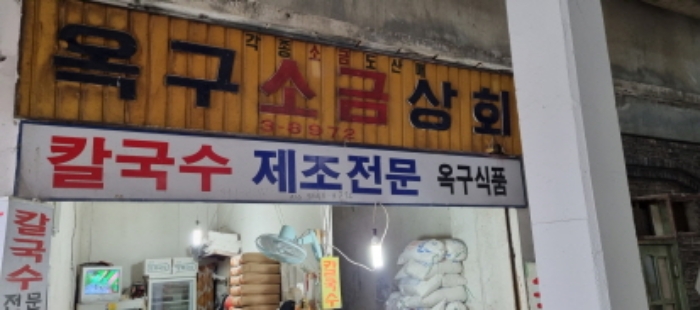 각종소금도산매
옥구소금상회
3-8972
칼국수 제조전문 옥구식품
칼국수
전문
칼국수